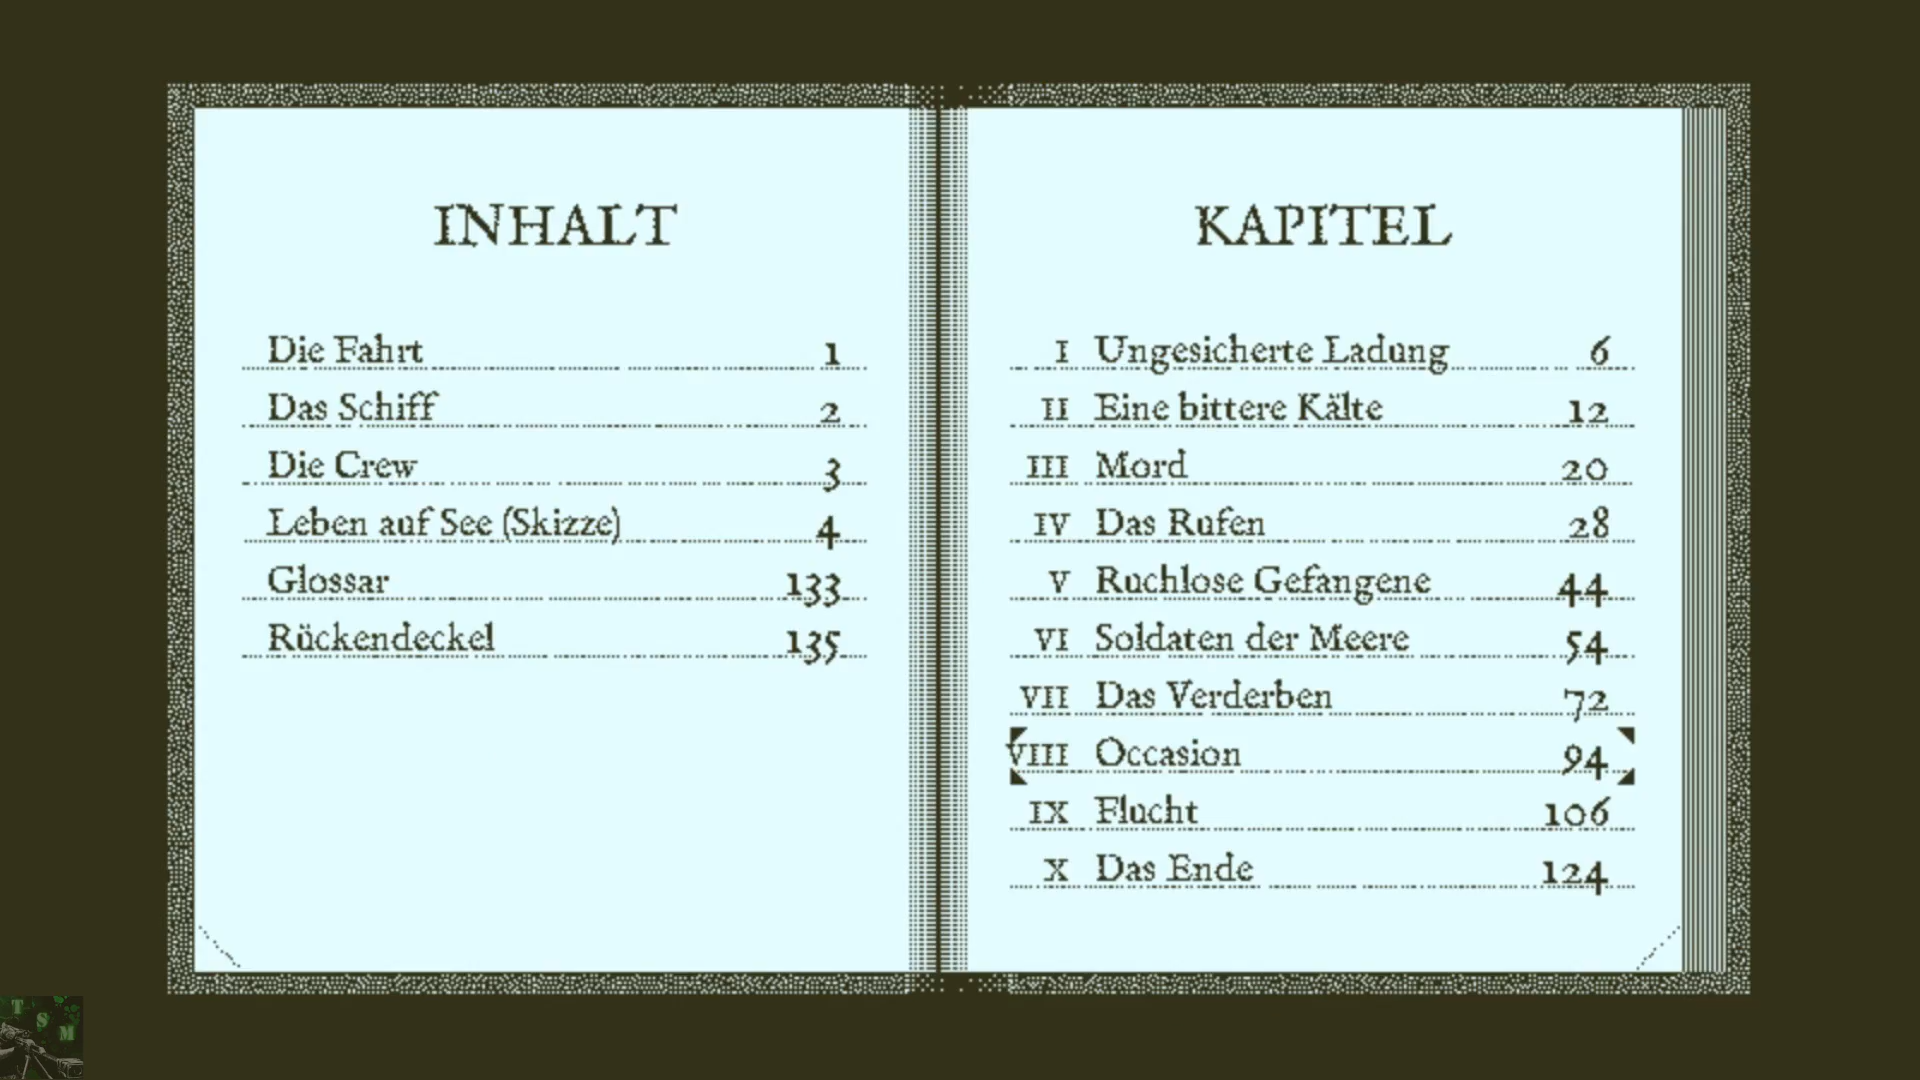 INHALT
Die Fahrt 1
Das Schiff 2
Die Crew 3
Leben auf See (Skizze) 4
Glossar 133
Rückendeckel 135
KAPITEL
I Ungesicherte Ladung 6
II Eine bittere Kälte 12
III Mord 20
IV Das Rufen 28
V Ruchlose Gefangene 44
VI Soldaten der Meere 54
VII Das Verderben 72
VIII Occasion 94
IX Flucht 106
X Das Ende 124
T S M